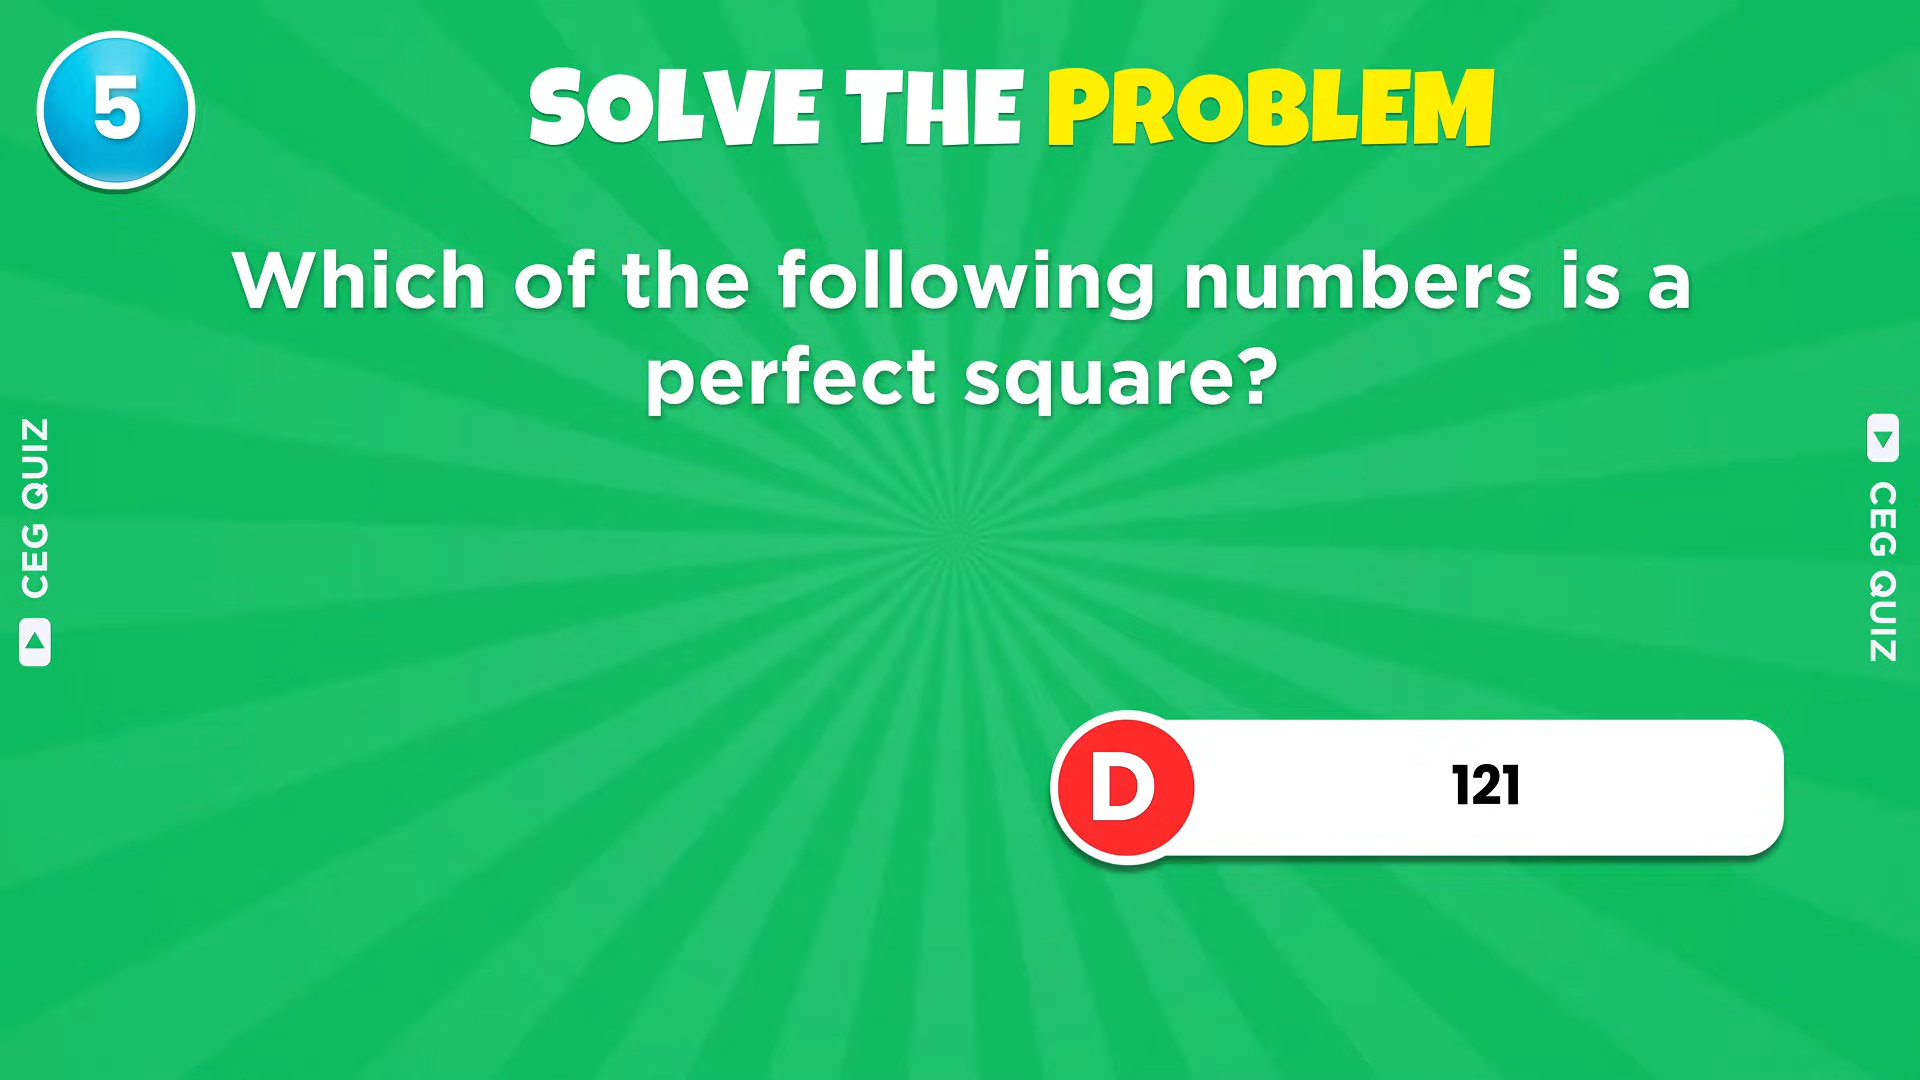 5
SOLVE THE PROBLEM
Which of the following numbers is a
perfect square?
CEG QUIZ
CEG QUIZ
D
121